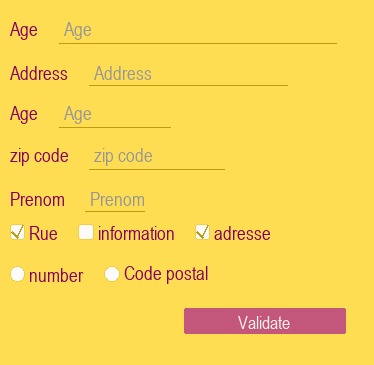 Age Age
Address Address
Age Age
zip code zip code
Prenom Prenom
Rue information adresse
number Code postal
Validate